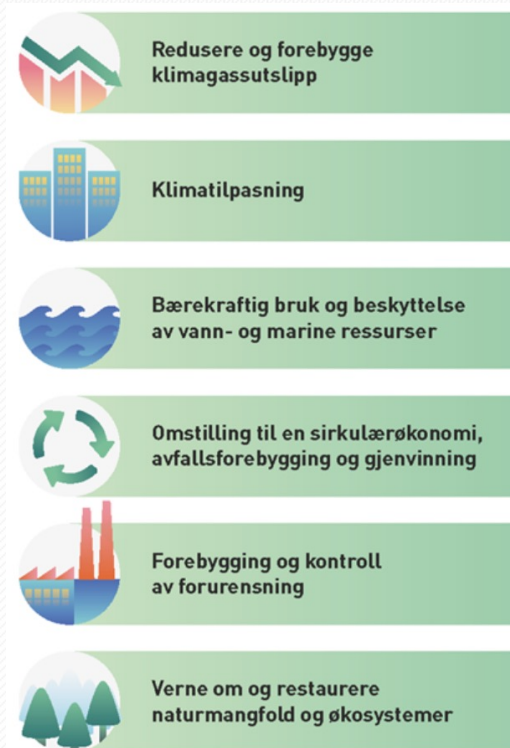 Redusere og forebygge
klimagassutslipp
Klimatilpasning
Bærekraftig bruk og beskyttelse
av vann- og marine ressurser
Omstilling til en sirkulærøkonomi,
avfallsforebygging og gjenvinning
Forebygging og kontroll
av forurensning
Verne om og restaurere
naturmangfold og økosystemer